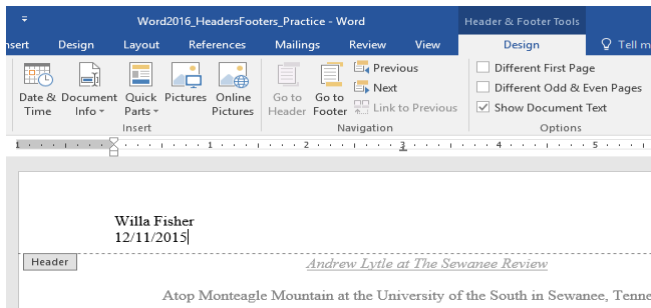 Word2016_HeadersFooters_Practice - Word
Header & Footer Tools
nsert Design Layout References Mailings Review View Design Tell m
Date & Time
Document Info
Quick Parts
Pictures
Online Pictures
Insert
Go to Header
Go to Footer
Previous
Next
Link to Previous
Navigation
Different First Page
Different Odd & Even Pages
Show Document Text
Options
1 1 2 3 4 5
Willa Fisher
12/11/2015
Header
Andrew Lytle at The Sewanee Review
Atop Monteagle Mountain at the University of the South in Sewanee, Tenne